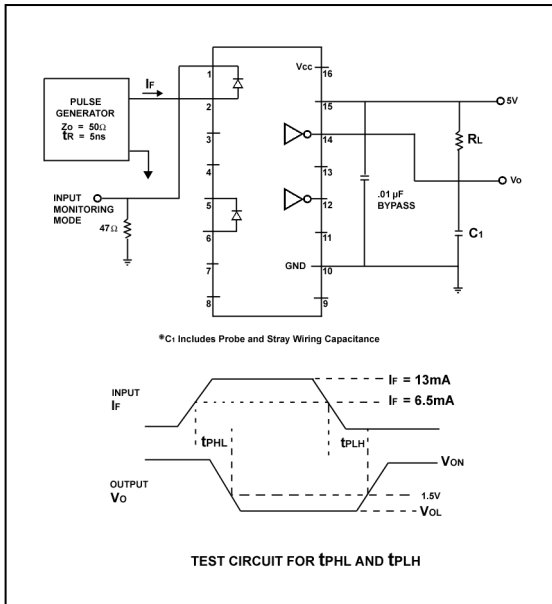 PULSE
GENERATOR
Zo = 50Ω
tR = 5ns
IF
INPUT
MONITORING
MODE
47Ω
1
2
3
4
5
6
7
8
Vcc
16
15
14
13
12
11
GND
10
9
.01 µF
BYPASS
5V
RL
Vo
C1
*C1 Includes Probe and Stray Wiring Capacitance
INPUT
IF
IF = 13mA
IF = 6.5mA
tPHL
tPLH
OUTPUT
VO
VON
1.5V
VOL
TEST CIRCUIT FOR tPHL AND tPLH